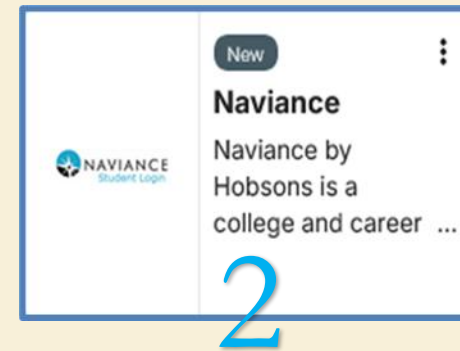 New
Naviance
NAVIANCE
Student Login
Naviance by
Hobsons is a
college and career ...
2